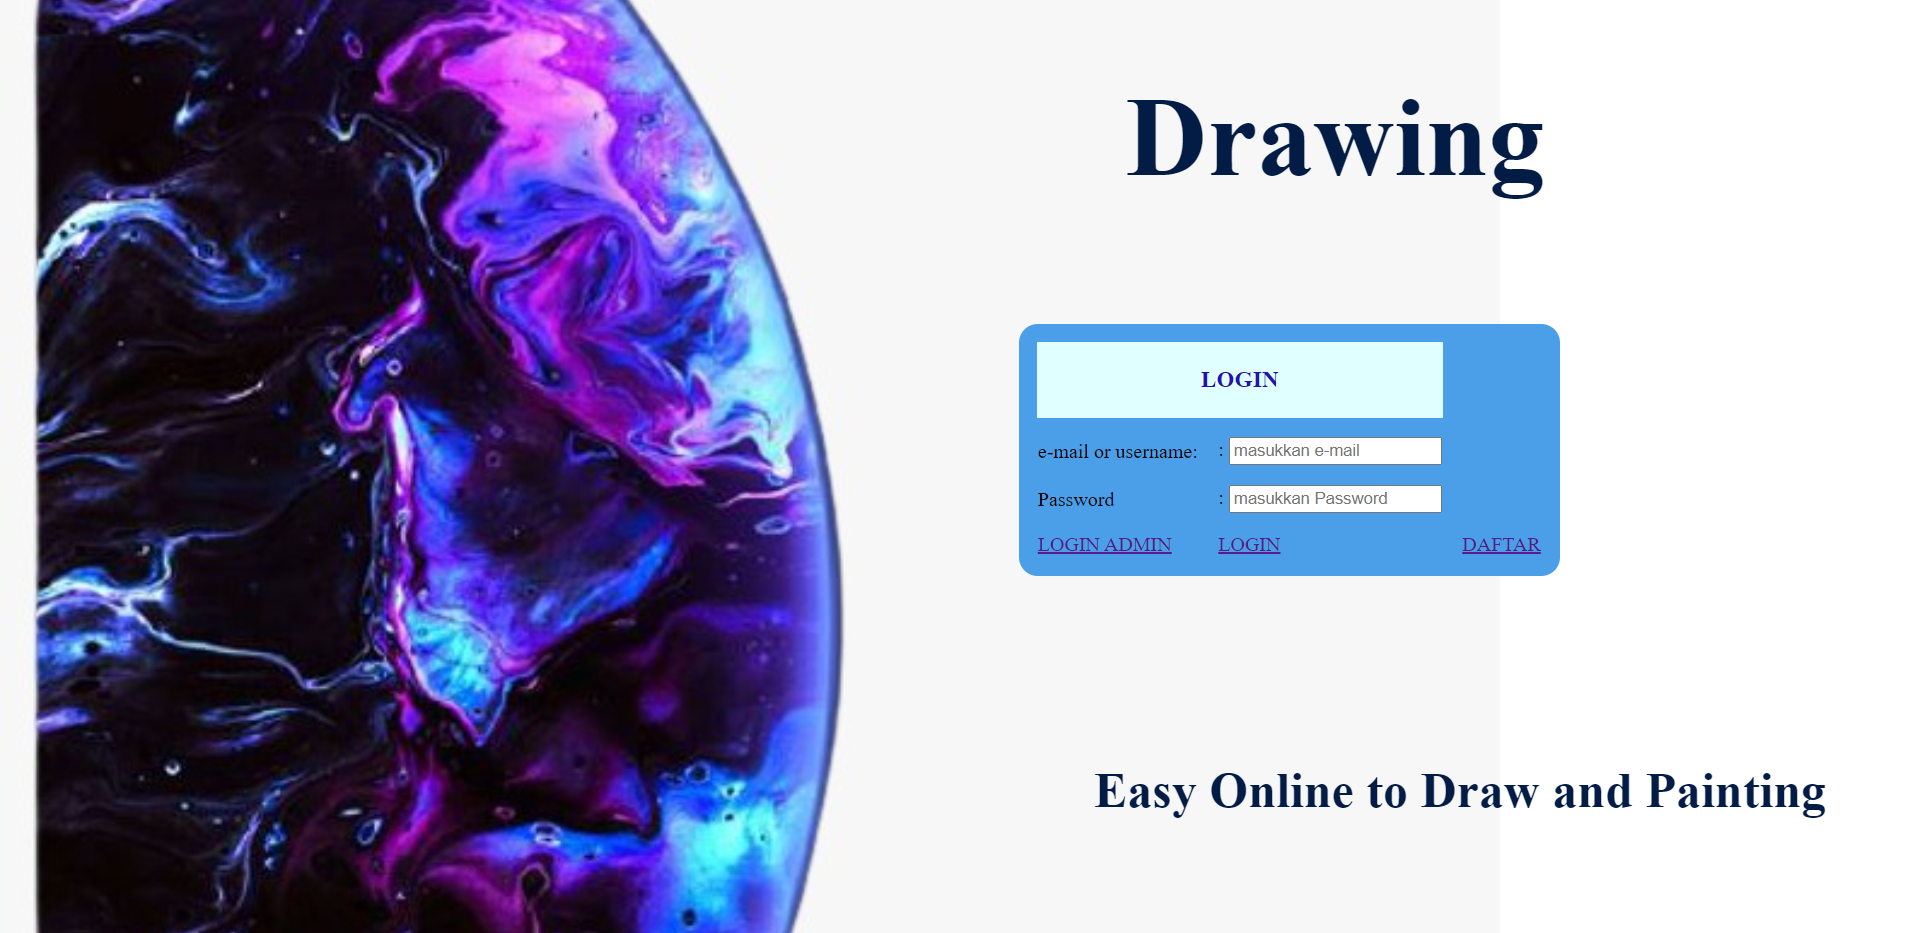 Drawing
LOGIN
e-mail or username: : masukkan e-mail
Password : masukkan Password
LOGIN ADMIN LOGIN DAFTAR
Easy Online to Draw and Painting